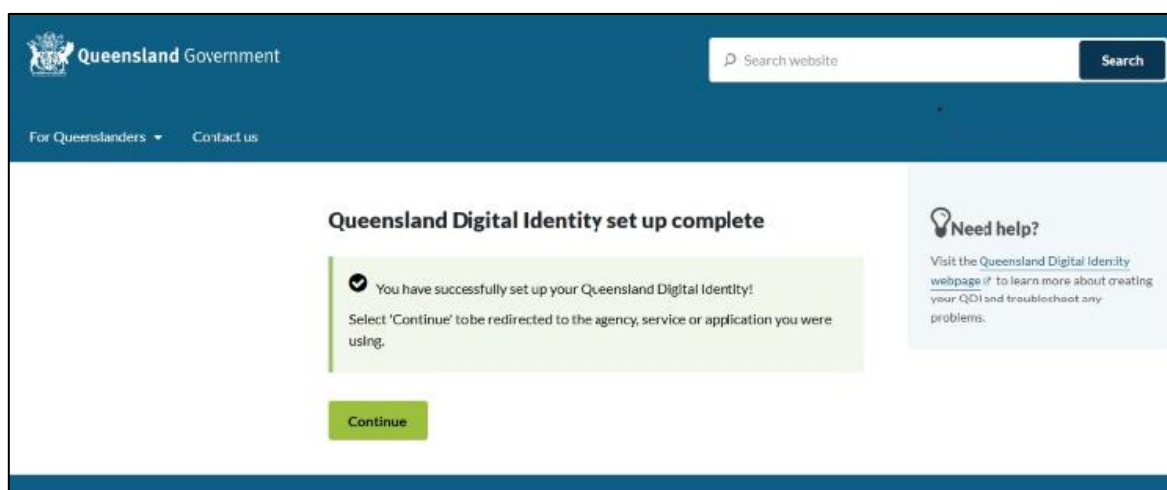 Queensland Government
Search website
Search
For Queenslanders
Contact us
Queensland Digital Identity set up complete
You have successfully set up your Queensland Digital Identity!
Select 'Continue' to be redirected to the agency, service or application you were
using.
Continue
Need help?
Visit the Queensland Digital Identity
webpage to learn more about creating
your QDI and troubleshoot any
problems.